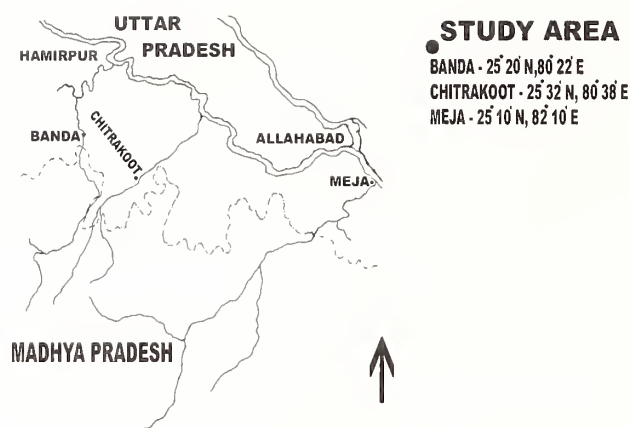 UTTAR
PRADESH
HAMIRPUR
BANDA
CHITRAKOOT
ALLAHABAD
MEJA
MADHYA PRADESH
STUDY AREA
BANDA - 25° 20' N, 80° 22' E
CHITRAKOOT - 25° 32' N, 80° 38' E
MEJA - 25° 10' N, 82° 10' E